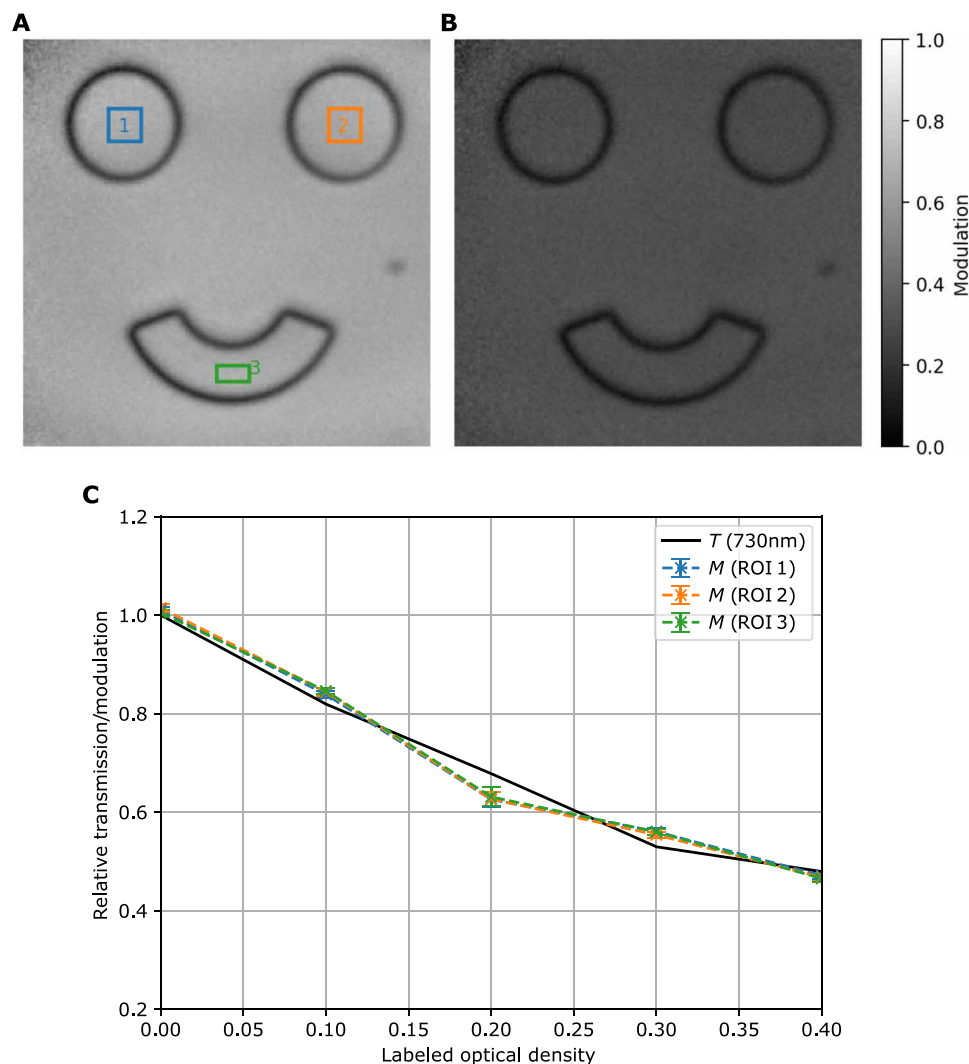 A
B
1
2
3
1.0
0.8
0.6
0.4
0.2
0.0
Modulation
C
1.2
1.0
0.8
0.6
0.4
0.2
Relative transmission/modulation
T (730nm)
M (ROI 1)
M (ROI 2)
M (ROI 3)
0.00 0.05 0.10 0.15 0.20 0.25 0.30 0.35 0.40
Labeled optical density